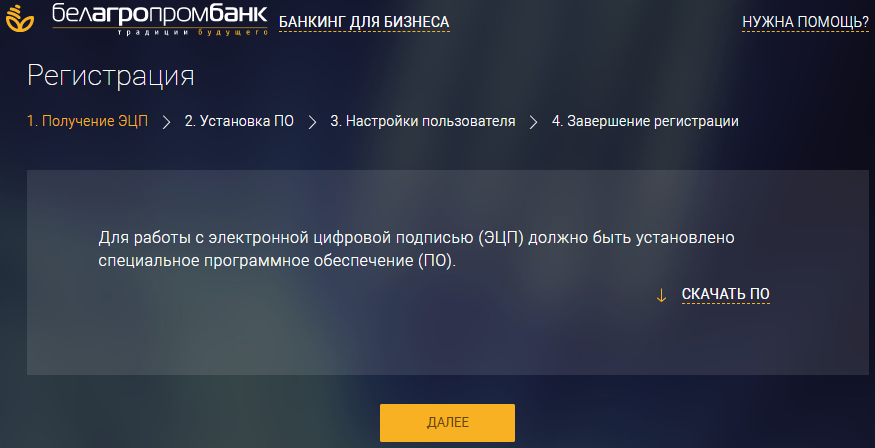 белагропромбанк
традиции будущего
БАНКИНГ ДЛЯ БИЗНЕСА
НУЖНА ПОМОЩЬ?
Регистрация
1. Получение ЭЦП > 2. Установка ПО > 3. Настройки пользователя > 4. Завершение регистрации
Для работы с электронной цифровой подписью (ЭЦП) должно быть установлено
специальное программное обеспечение (ПО).
↓ СКАЧАТЬ ПО
ДАЛЕЕ